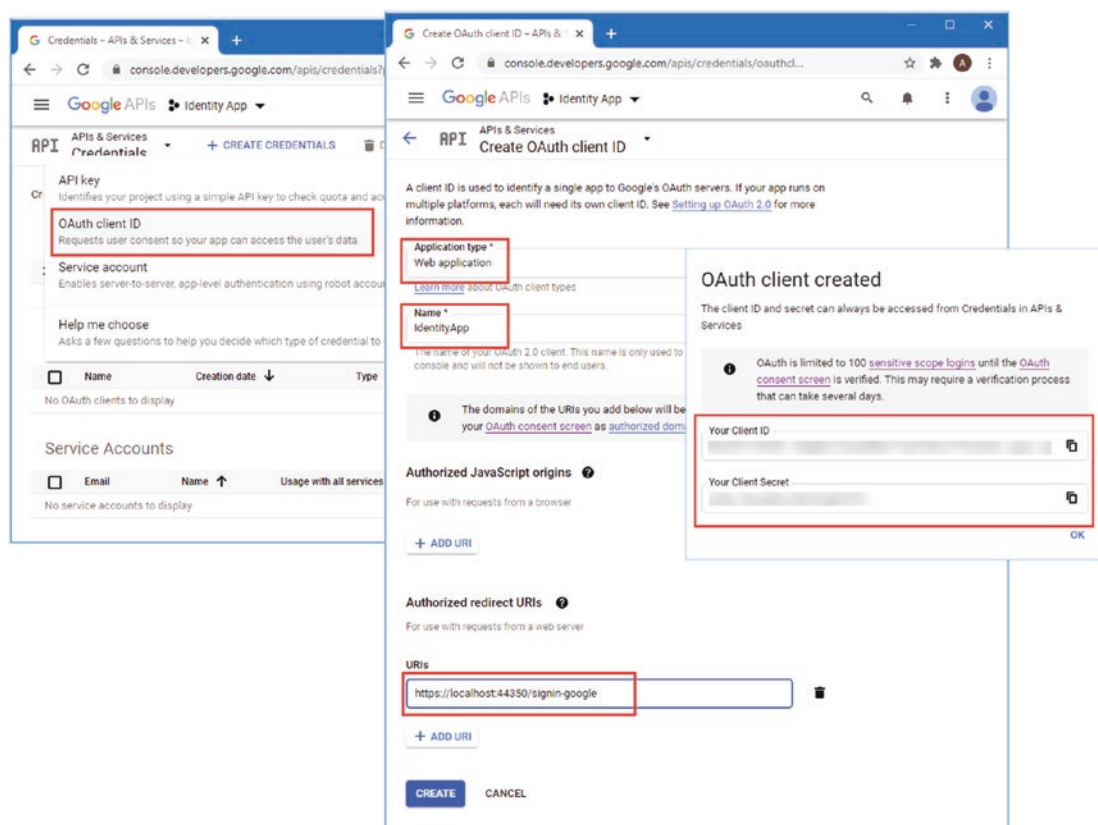 Credentials – APIs & Services – I
console.developers.google.com/apis/credentials?
Google APIs Identity App
API APIs & Services
Credentials
+ CREATE CREDENTIALS
API key
Identifies your project using a simple API key to check quota and
OAuth client ID
Requests user consent so your app can access the user's data
Service account
Enables server-to-server, app-level authentication using robot
Help me choose
Asks a few questions to help you decide which type of credential to
Name Creation date Type
No OAuth clients to display
Service Accounts
Email Name Usage with all services
No service accounts to display
Create OAuth client ID – APIs &
console.developers.google.com/apis/credentials/oauthcl...
A
Google APIs Identity App
API APIs & Services
Create OAuth client ID
A client ID is used to identify a single app to Google's OAuth servers. If your app runs on
multiple platforms, each will need its own client ID. See Setting up OAuth 2.0 for more
information.
Application type *
Web application
Learn more about OAuth client types
Name *
IdentityApp
The name of your OAuth 2.0 client. This name is only used to
console and will not be shown to end users.
The domains of the URIs you add below will be
your OAuth consent screen as authorized
Authorized JavaScript origins
For use with requests from a browser
+ ADD URI
Authorized redirect URIs
For use with requests from a web server
URIs
https://localhost:44350/signin-google
+ ADD URI
CREATE CANCEL
OAuth client created
The client ID and secret can always be accessed from Credentials in APIs &
Services
OAuth is limited to 100 sensitive scope logins until the OAuth
consent screen is verified. This may require a verification process
that can take several days.
Your Client ID
Your Client Secret
OK